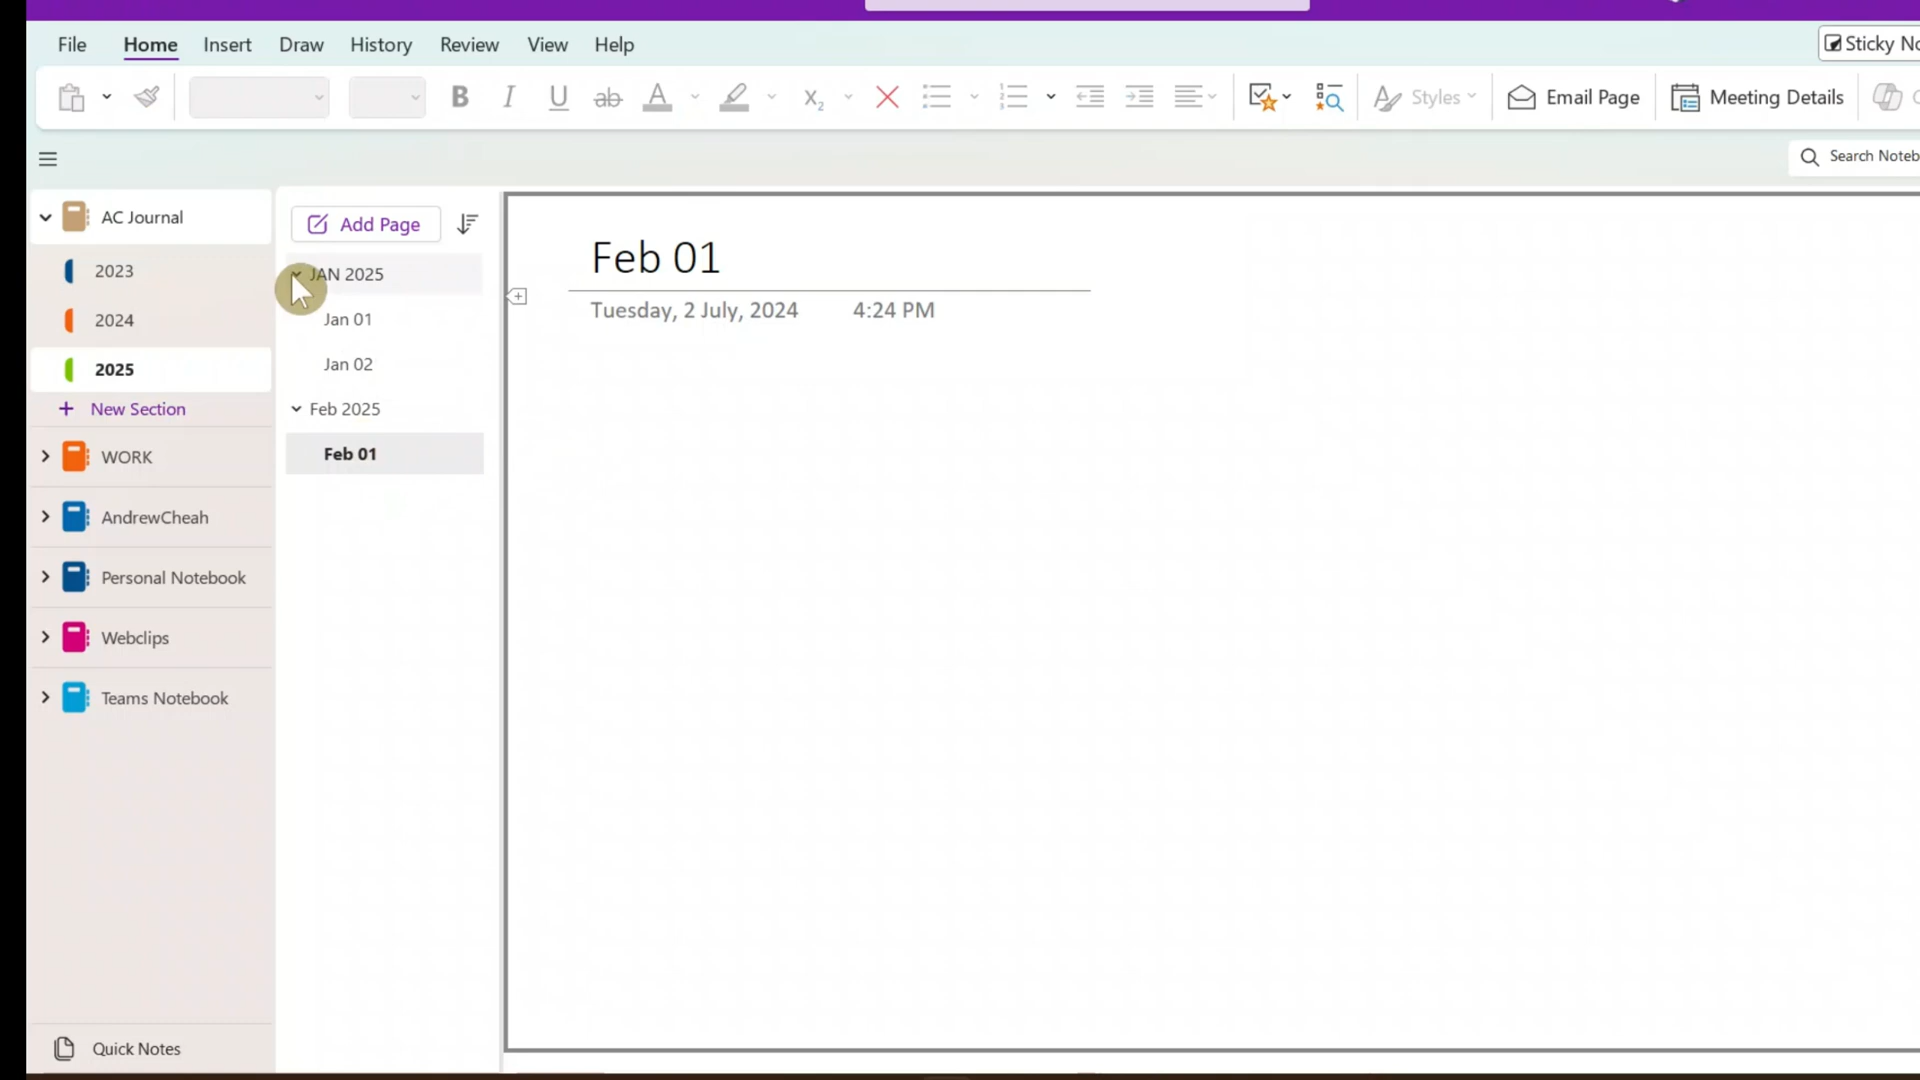 File Home Insert Draw History Review View Help Sticky No
B I U ab A X2 Styles Email Page Meeting Details
Search Noteb
AC Journal
2023
2024
2025
+ New Section
WORK
AndrewCheah
Personal Notebook
Webclips
Teams Notebook
Quick Notes
Add Page
JAN 2025
Jan 01
Jan 02
Feb 2025
Feb 01
Feb 01
Tuesday, 2 July, 2024 4:24 PM